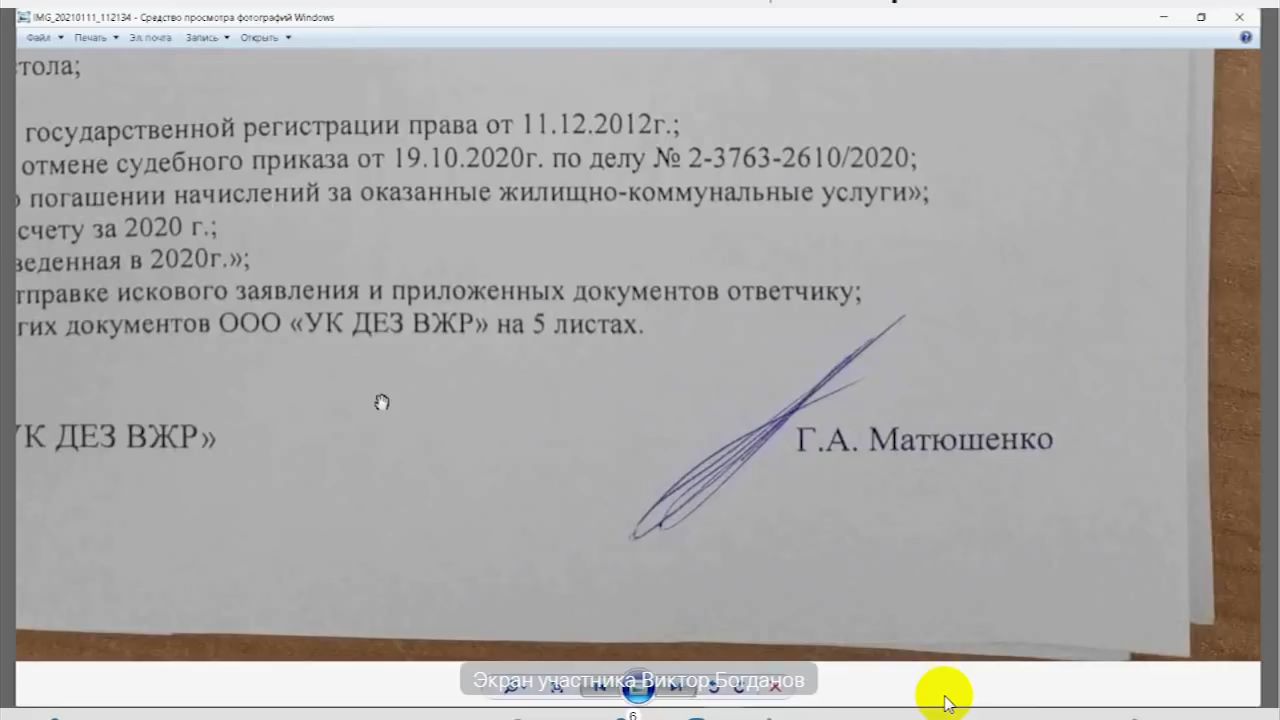 IMG_20210111_112134 - Средство просмотра фотографий Windows
Файл Печать Эл. почта Запись Открыть
стола;
государственной регистрации права от 11.12.2012г.;
отмене судебного приказа от 19.10.2020г. по делу № 2-3763-2610/2020;
о погашении начислений за оказанные жилищно-коммунальные услуги»;
счету за 2020 г.;
веденная в 2020г.»;
тправке искового заявления и приложенных документов ответчику;
гих документов ООО «УК ДЕЗ ВЖР» на 5 листах.
УК ДЕЗ ВЖР»
Г.А. Матюшенко
Экран участника Виктор Богданов
6